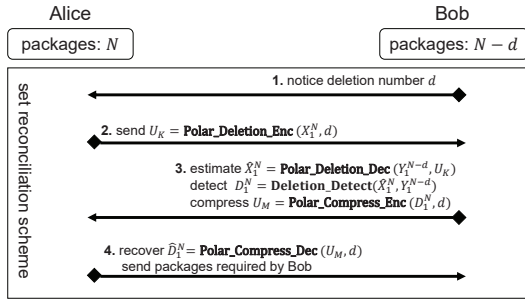 Alice
Bob
packages: N
packages: N − d
set reconciliation scheme
1. notice deletion number d
2. send U_K = Polar_Deletion_Enc (X_1^N, d)
3. estimate X̂_1^N = Polar_Deletion_Dec (Y_1^{N-d}, U_K)
detect D_1^N = Deletion_Detect(X̂_1^N, Y_1^{N-d})
compress U_M = Polar_Compress_Enc (D_1^N, d)
4. recover D̂_1^N = Polar_Compress_Dec (U_M, d)
send packages required by Bob